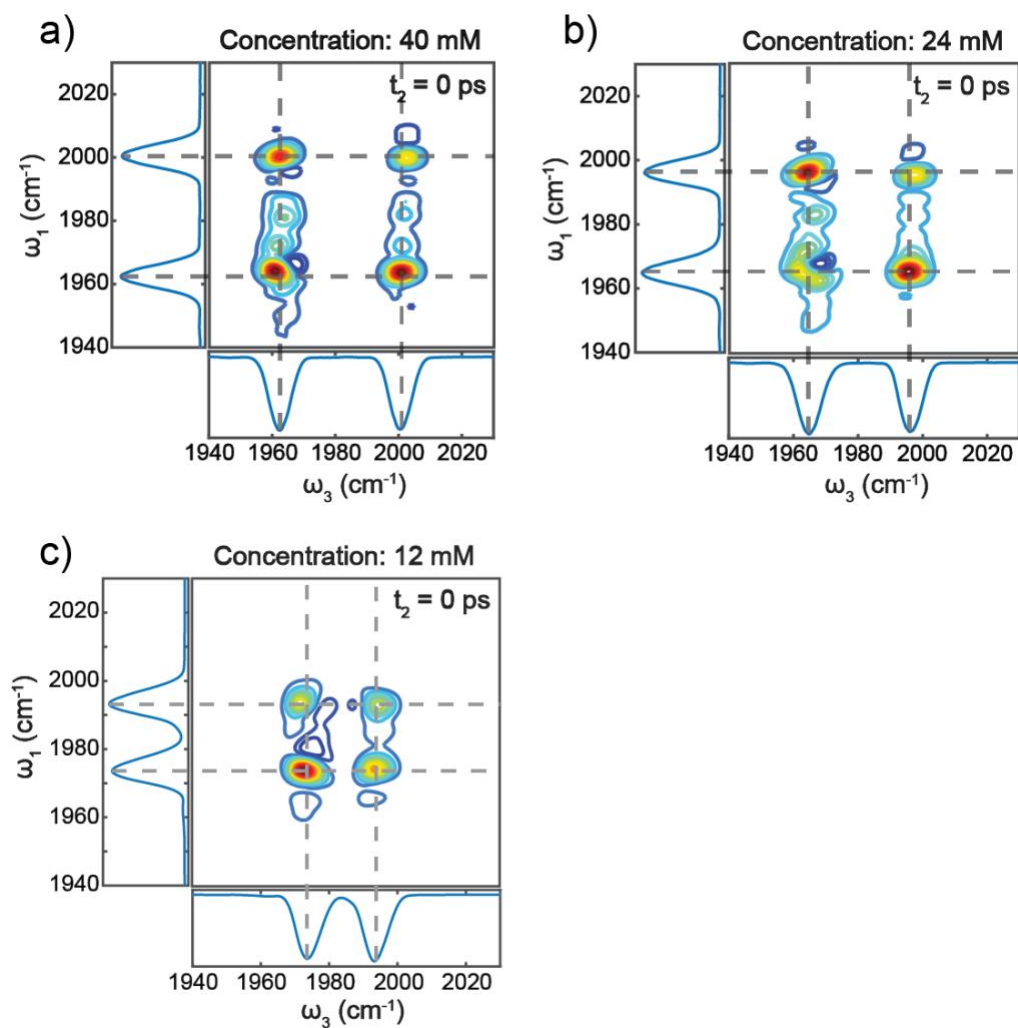 a)
Concentration: 40 mM
t₂ = 0 ps
ω₁ (cm⁻¹)
2020
2000
1980
1960
1940
1940 1960 1980 2000 2020
ω₃ (cm⁻¹)
b)
Concentration: 24 mM
t₂ = 0 ps
ω₁ (cm⁻¹)
2020
2000
1980
1960
1940
1940 1960 1980 2000 2020
ω₃ (cm⁻¹)
c)
Concentration: 12 mM
t₂ = 0 ps
ω₁ (cm⁻¹)
2020
2000
1980
1960
1940
1940 1960 1980 2000 2020
ω₃ (cm⁻¹)